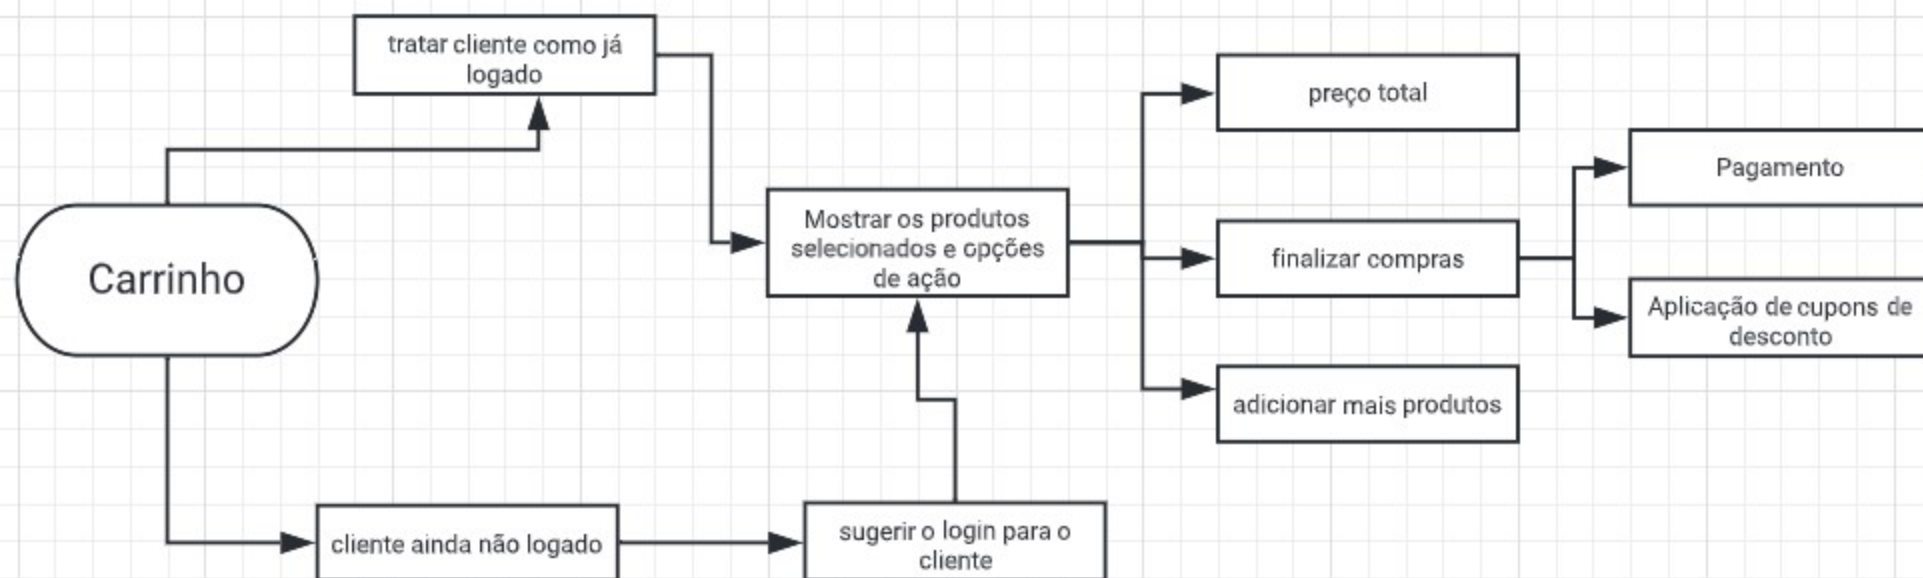 tratar cliente como já
logado
Carrinho
cliente ainda não logado
sugerir o login para o
cliente
Mostrar os produtos
selecionados e opções
de ação
preço total
finalizar compras
adicionar mais produtos
Pagamento
Aplicação de cupons de
desconto